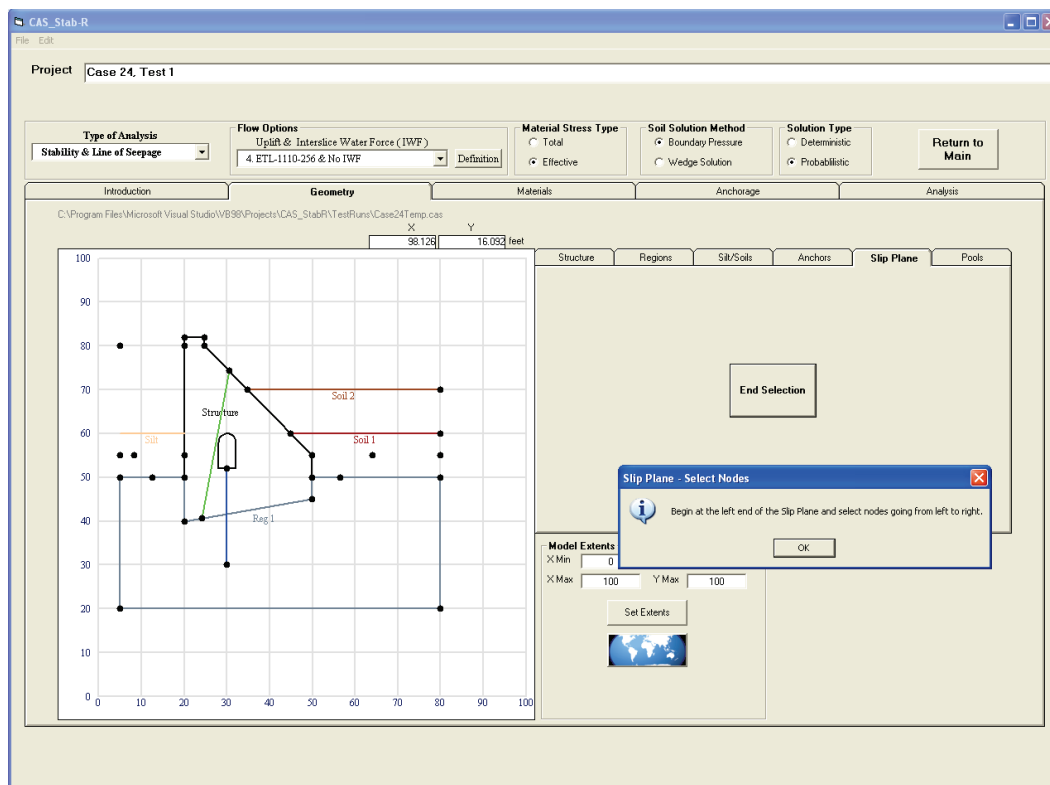 CAS_Stab-R
File Edit
Project Case 24, Test 1
Type of Analysis
Stability & Line of Seepage
Flow Options
Uplift & Interslice Water Force ( IWF )
4. ETL-1110-256 & No IWF Definition
Material Stress Type
Total
Effective
Soil Solution Method
Boundary Pressure
Wedge Solution
Solution Type
Deterministic
Probablilistic
Return to
Main
Introduction Geometry Materials Anchorage Analysis
C:\Program Files\Microsoft Visual Studio\VB98\Projects\CAS_StabR\TestRuns\Case24Temp.cas
X Y
98.126 16.092 feet
Structure Regions Silt/Soils Anchors Slip Plane Pools
100
90
80
70
60
50
40
30
20
10
0
0 10 20 30 40 50 60 70 80 90 100
Soil 2
Structure
Silt
Soil 1
Reg 1
End Selection
Slip Plane - Select Nodes
Begin at the left end of the Slip Plane and select nodes going from left to right.
OK
Model Extents
X Min 0
X Max 100 Y Max 100
Set Extents